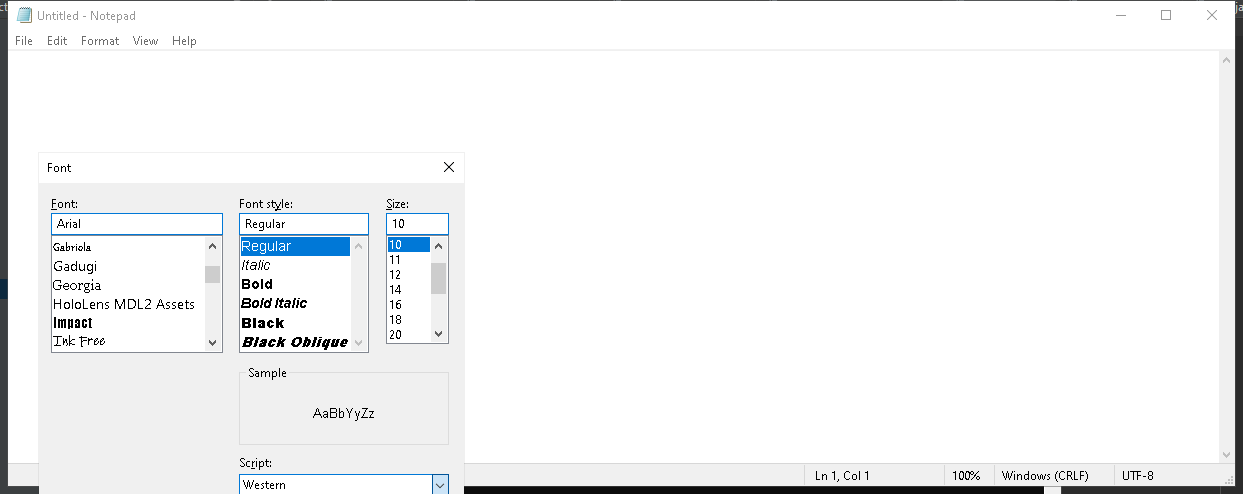 Untitled - Notepad
File Edit Format View Help
Font
Font: Font style: Size:
Arial Regular 10
Gabriola
Gadugi
Georgia
HoloLens MDL2 Assets
Impact
Ink Free
Regular
Italic
Bold
Bold Italic
Black
Black Oblique
10
11
12
14
16
18
20
Sample
AaBbYyZz
Script:
Western
Ln 1, Col 1 100% Windows (CRLF) UTF-8